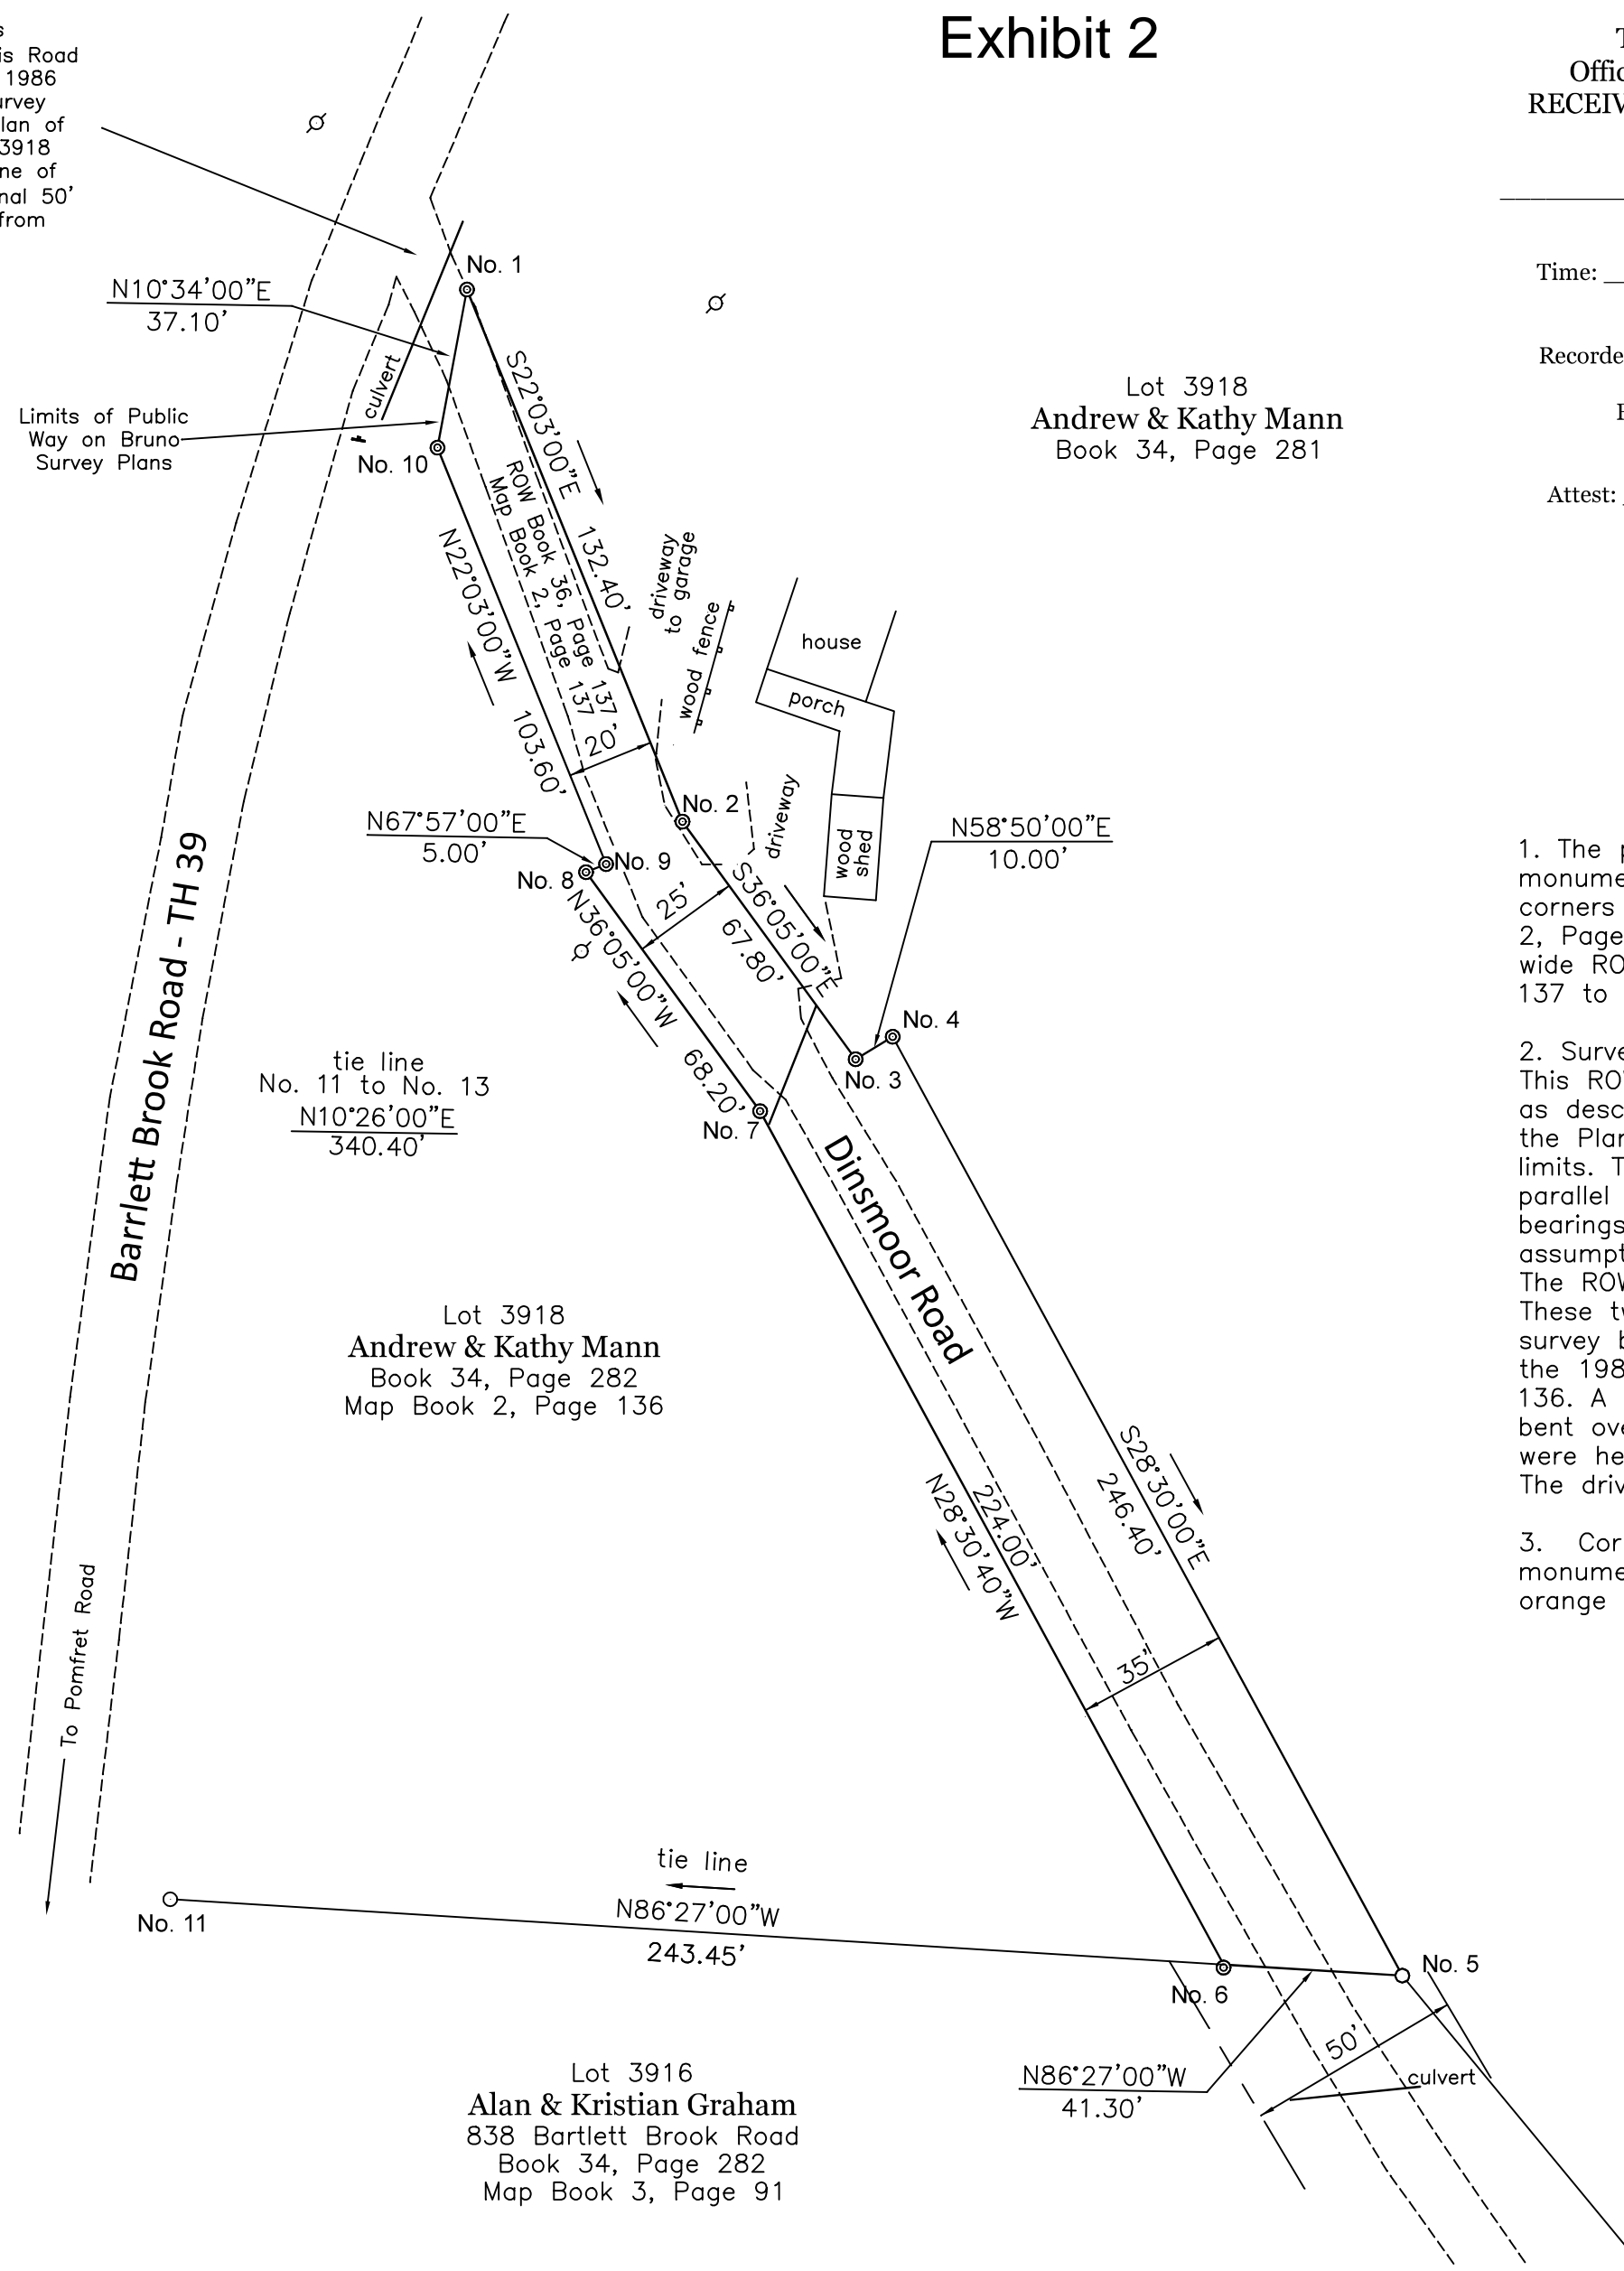 Exhibit 2
is Road
1986
urvey
lan of
3918
ne of
nal 50'
from
RECEIV
Time:
Recorde
Attest:
No. 1
N10°34'00"E
37.10'
culvert
Limits of Public
Way on Bruno
Survey Plans
No. 10
S22°03'00"E 132.40'
ROW Book 36, Page 137
Map Book 2, Page 137
N22°03'00"W 103.60'
Lot 3918
Andrew & Kathy Mann
Book 34, Page 281
driveway
to garage
wood fence
house
porch
20'
driveway
wood
shed
No. 2
N67°57'00"E
5.00'
No. 9
No. 8
25'
N58°50'00"E
10.00'
S36°05'00"E
67.80'
N36°05'00"W 68.20'
No. 4
No. 3
No. 7
Barrlett Brook Road - TH 39
tie line
No. 11 to No. 13
N10°26'00"E
340.40'
Dinsmoor Road
Lot 3918
Andrew & Kathy Mann
Book 34, Page 282
Map Book 2, Page 136
S28°30'00"E
246.40'
224.00'
N28°30'40"W
35'
To Pomfret Road
tie line
N86°27'00"W
243.45'
No. 11
No. 5
No. 6
50'
culvert
N86°27'00"W
41.30'
Lot 3916
Alan & Kristian Graham
838 Bartlett Brook Road
Book 34, Page 282
Map Book 3, Page 91
1. The p
monume
corners
2, Page
wide RO
137 to
2. Surve
This RO
as desc
the Plan
limits. T
parallel
bearings
assumpt
The ROW
These tw
survey b
the 198
136. A
bent ove
were he
The driv
3. Cor
monume
orange